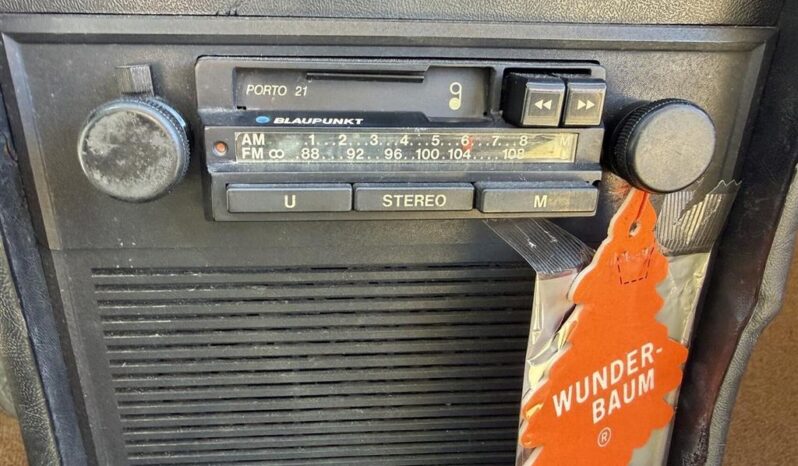 PORTO 21
BLAUPUNKT
AM ..1...2....3....4....5....6...7...8 M
FM ∞ 88....92....96...100.104....108
U STEREO M
WUNDER-
BAUM
®